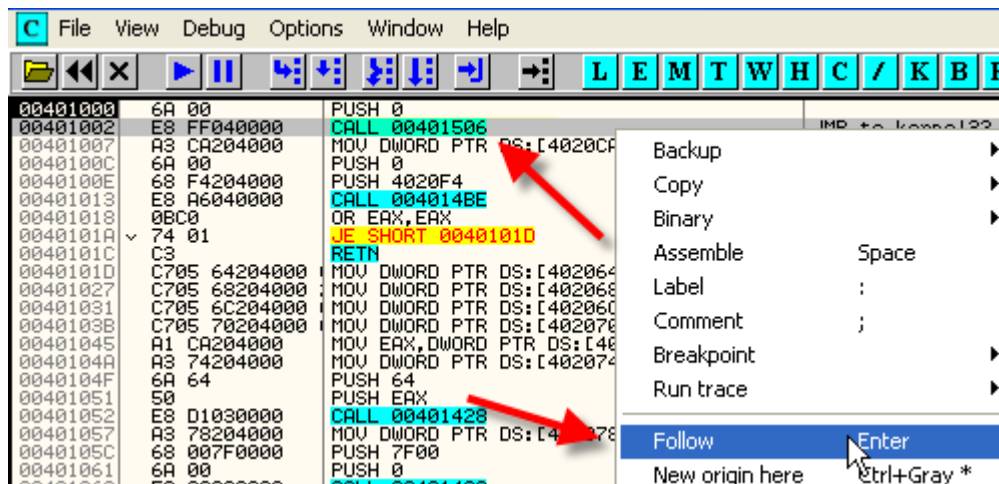 C File View Debug Options Window Help
L E M T W H C / K B
00401000 6A 00 PUSH 0
00401002 E8 FF040000 CALL 00401506 JMP to
00401007 A3 CA204000 MOV DWORD PTR DS:[4020CA
0040100C 6A 00 PUSH 0
0040100E 68 F4204000 PUSH 4020F4
00401013 E8 A6040000 CALL 004014BE
00401018 0BC0 OR EAX,EAX
0040101A 74 01 JE SHORT 0040101D
0040101C C3 RETN
0040101D C705 64204000 MOV DWORD PTR DS:[402064
00401027 C705 68204000 MOV DWORD PTR DS:[402068
00401031 C705 6C204000 MOV DWORD PTR DS:[40206C
0040103B C705 70204000 MOV DWORD PTR DS:[402070
00401045 A1 CA204000 MOV EAX,DWORD PTR DS:[40
0040104A A3 74204000 MOV DWORD PTR DS:[402074
0040104F 6A 64 PUSH 64
00401051 50 PUSH EAX
00401052 E8 D1030000 CALL 00401428
00401057 A3 78204000 MOV DWORD PTR DS:[402078
0040105C 68 007F0000 PUSH 7F00
00401061 6A 00 PUSH 0
Backup
Copy
Binary
Assemble Space
Label :
Comment ;
Breakpoint
Run trace
Follow Enter
New origin here Ctrl+Gray *